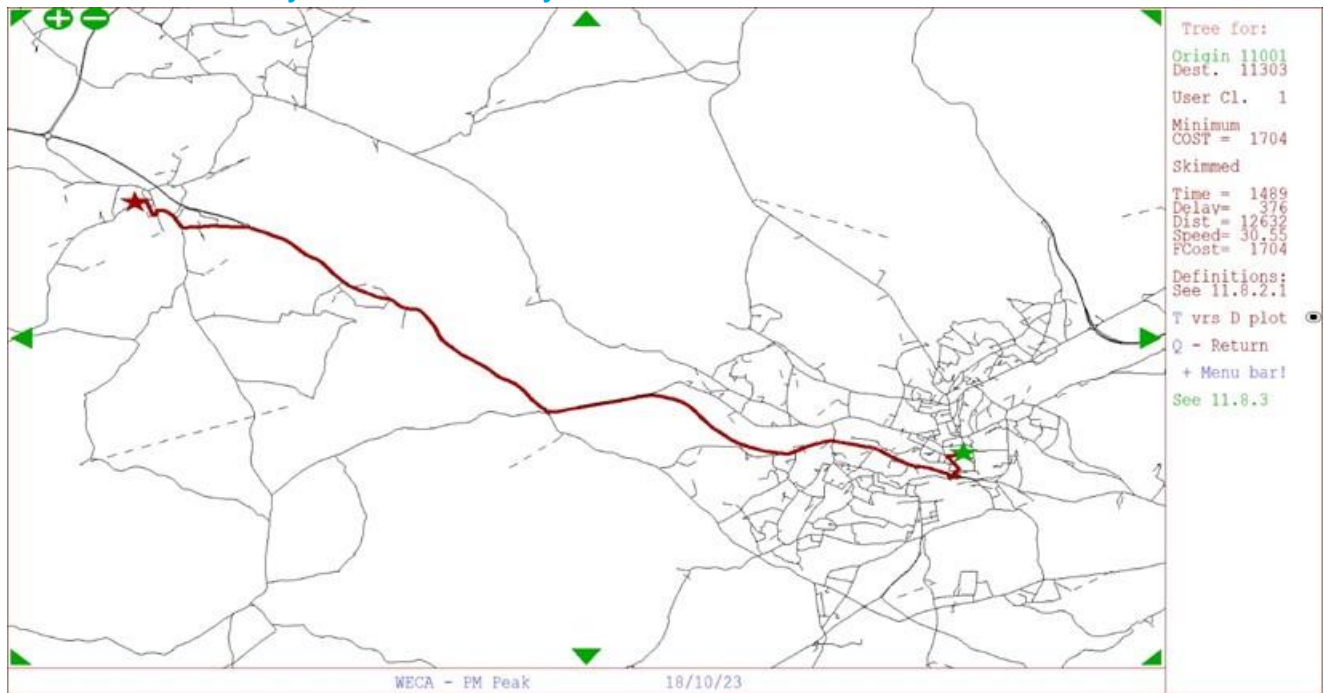 Tree for:
Origin 11001
Dest. 11303
User Cl. 1
Minimum
COST = 1704
Skimmed
Time = 1489
Delay= 376
Dist = 12632
Speed= 30.55
FCost= 1704
Definitions:
See 11.8.2.1
T vrs D plot
Q - Return
+ Menu bar!
See 11.8.3
WECA - PM Peak 18/10/23